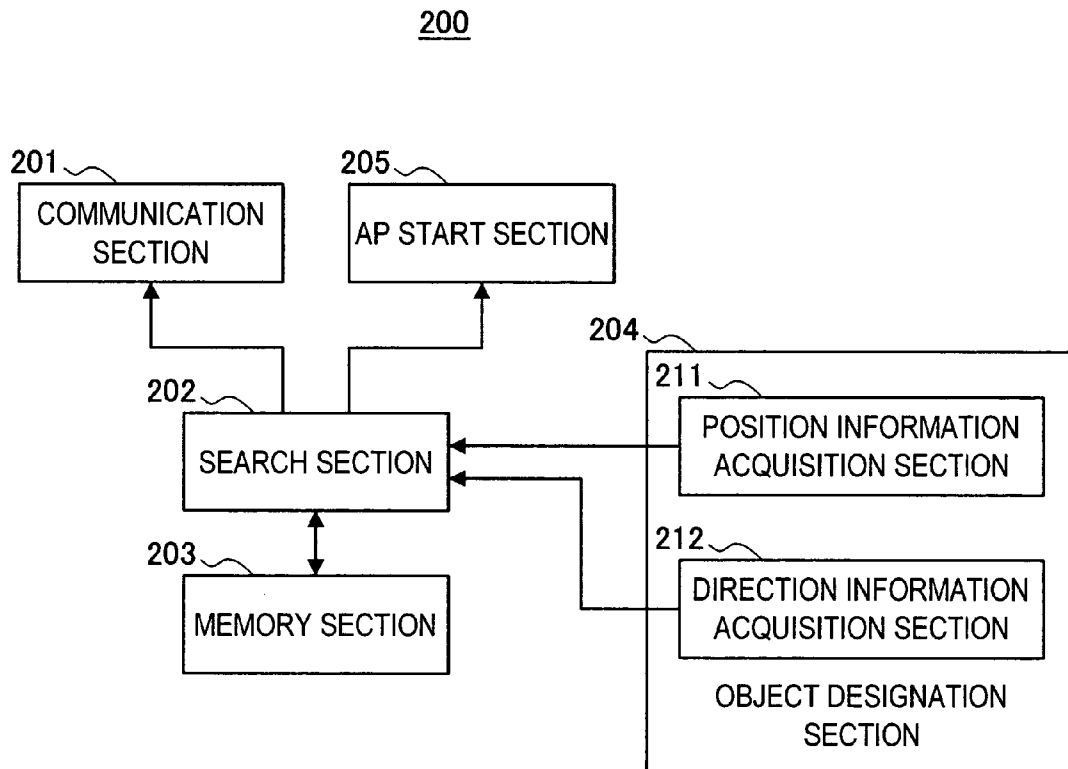 200
201
COMMUNICATION
SECTION
205
AP START SECTION
204
211
POSITION INFORMATION
ACQUISITION SECTION
202
SEARCH SECTION
212
DIRECTION INFORMATION
ACQUISITION SECTION
203
MEMORY SECTION
OBJECT DESIGNATION
SECTION